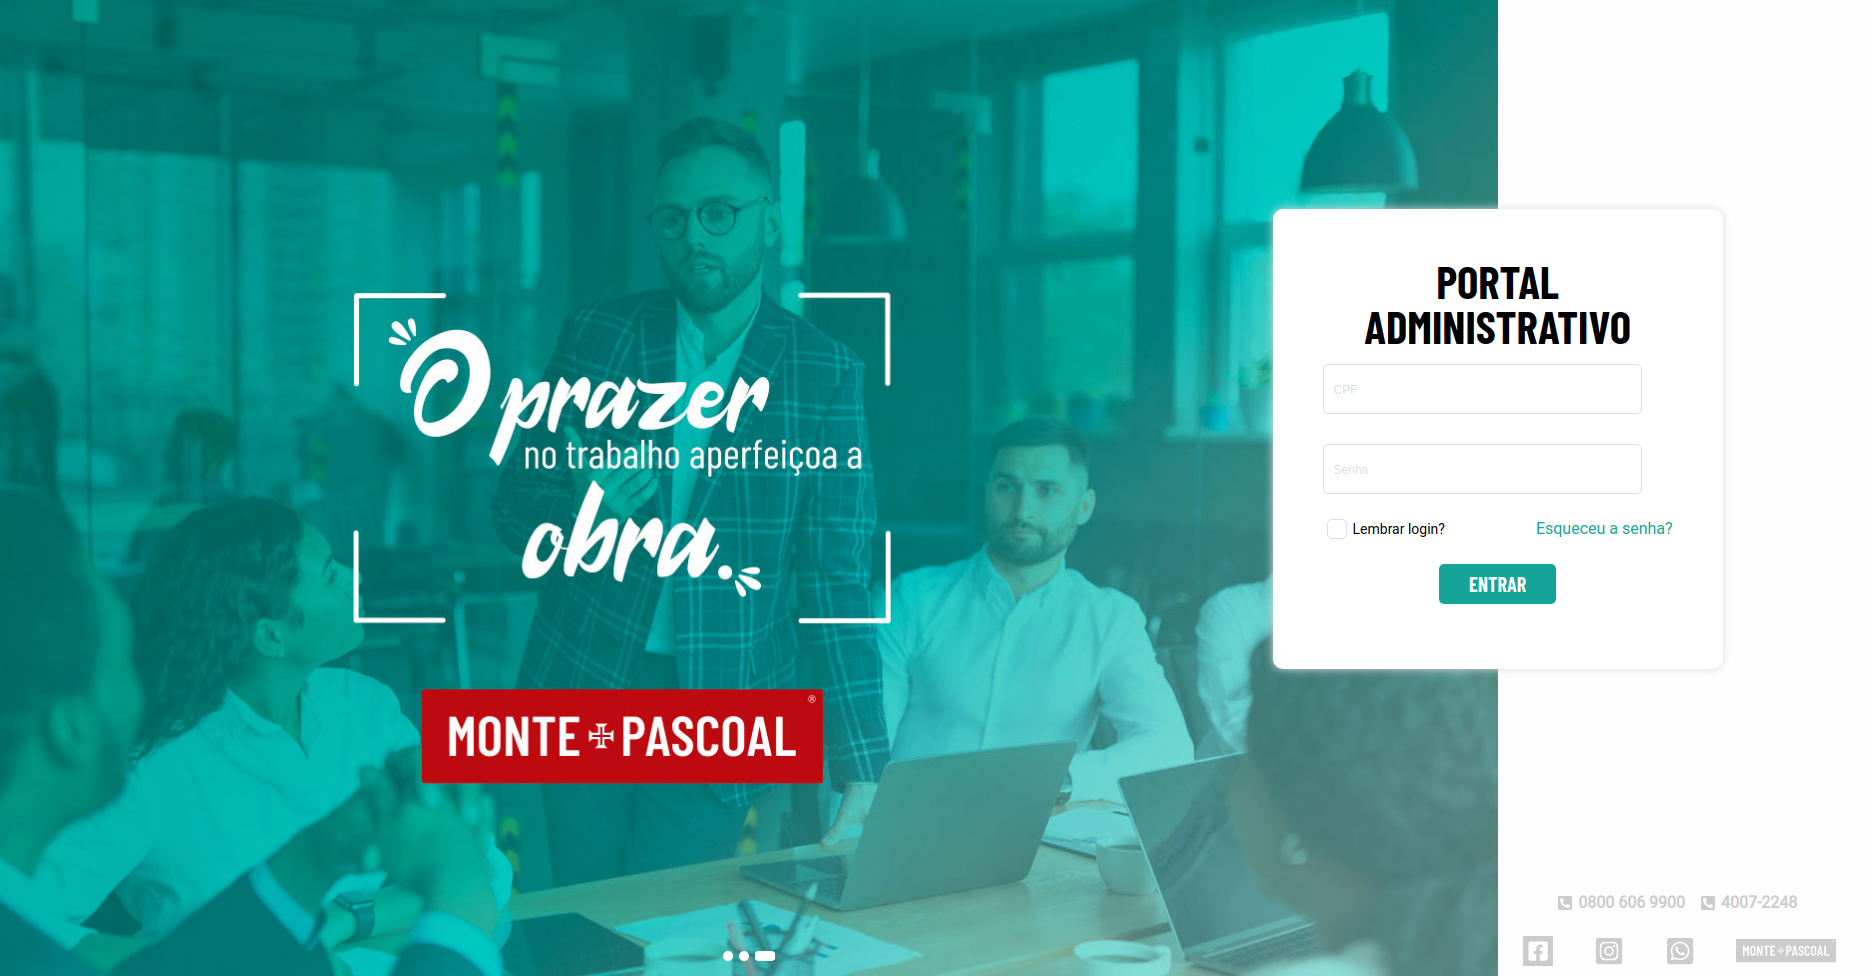 O prazer
no trabalho aperfeiçoa a
obra.
MONTE PASCOAL ®
PORTAL
ADMINISTRATIVO
CPF
Senha
Lembrar login? Esqueceu a senha?
ENTRAR
0800 606 9900 4007-2248
MONTE PASCOAL